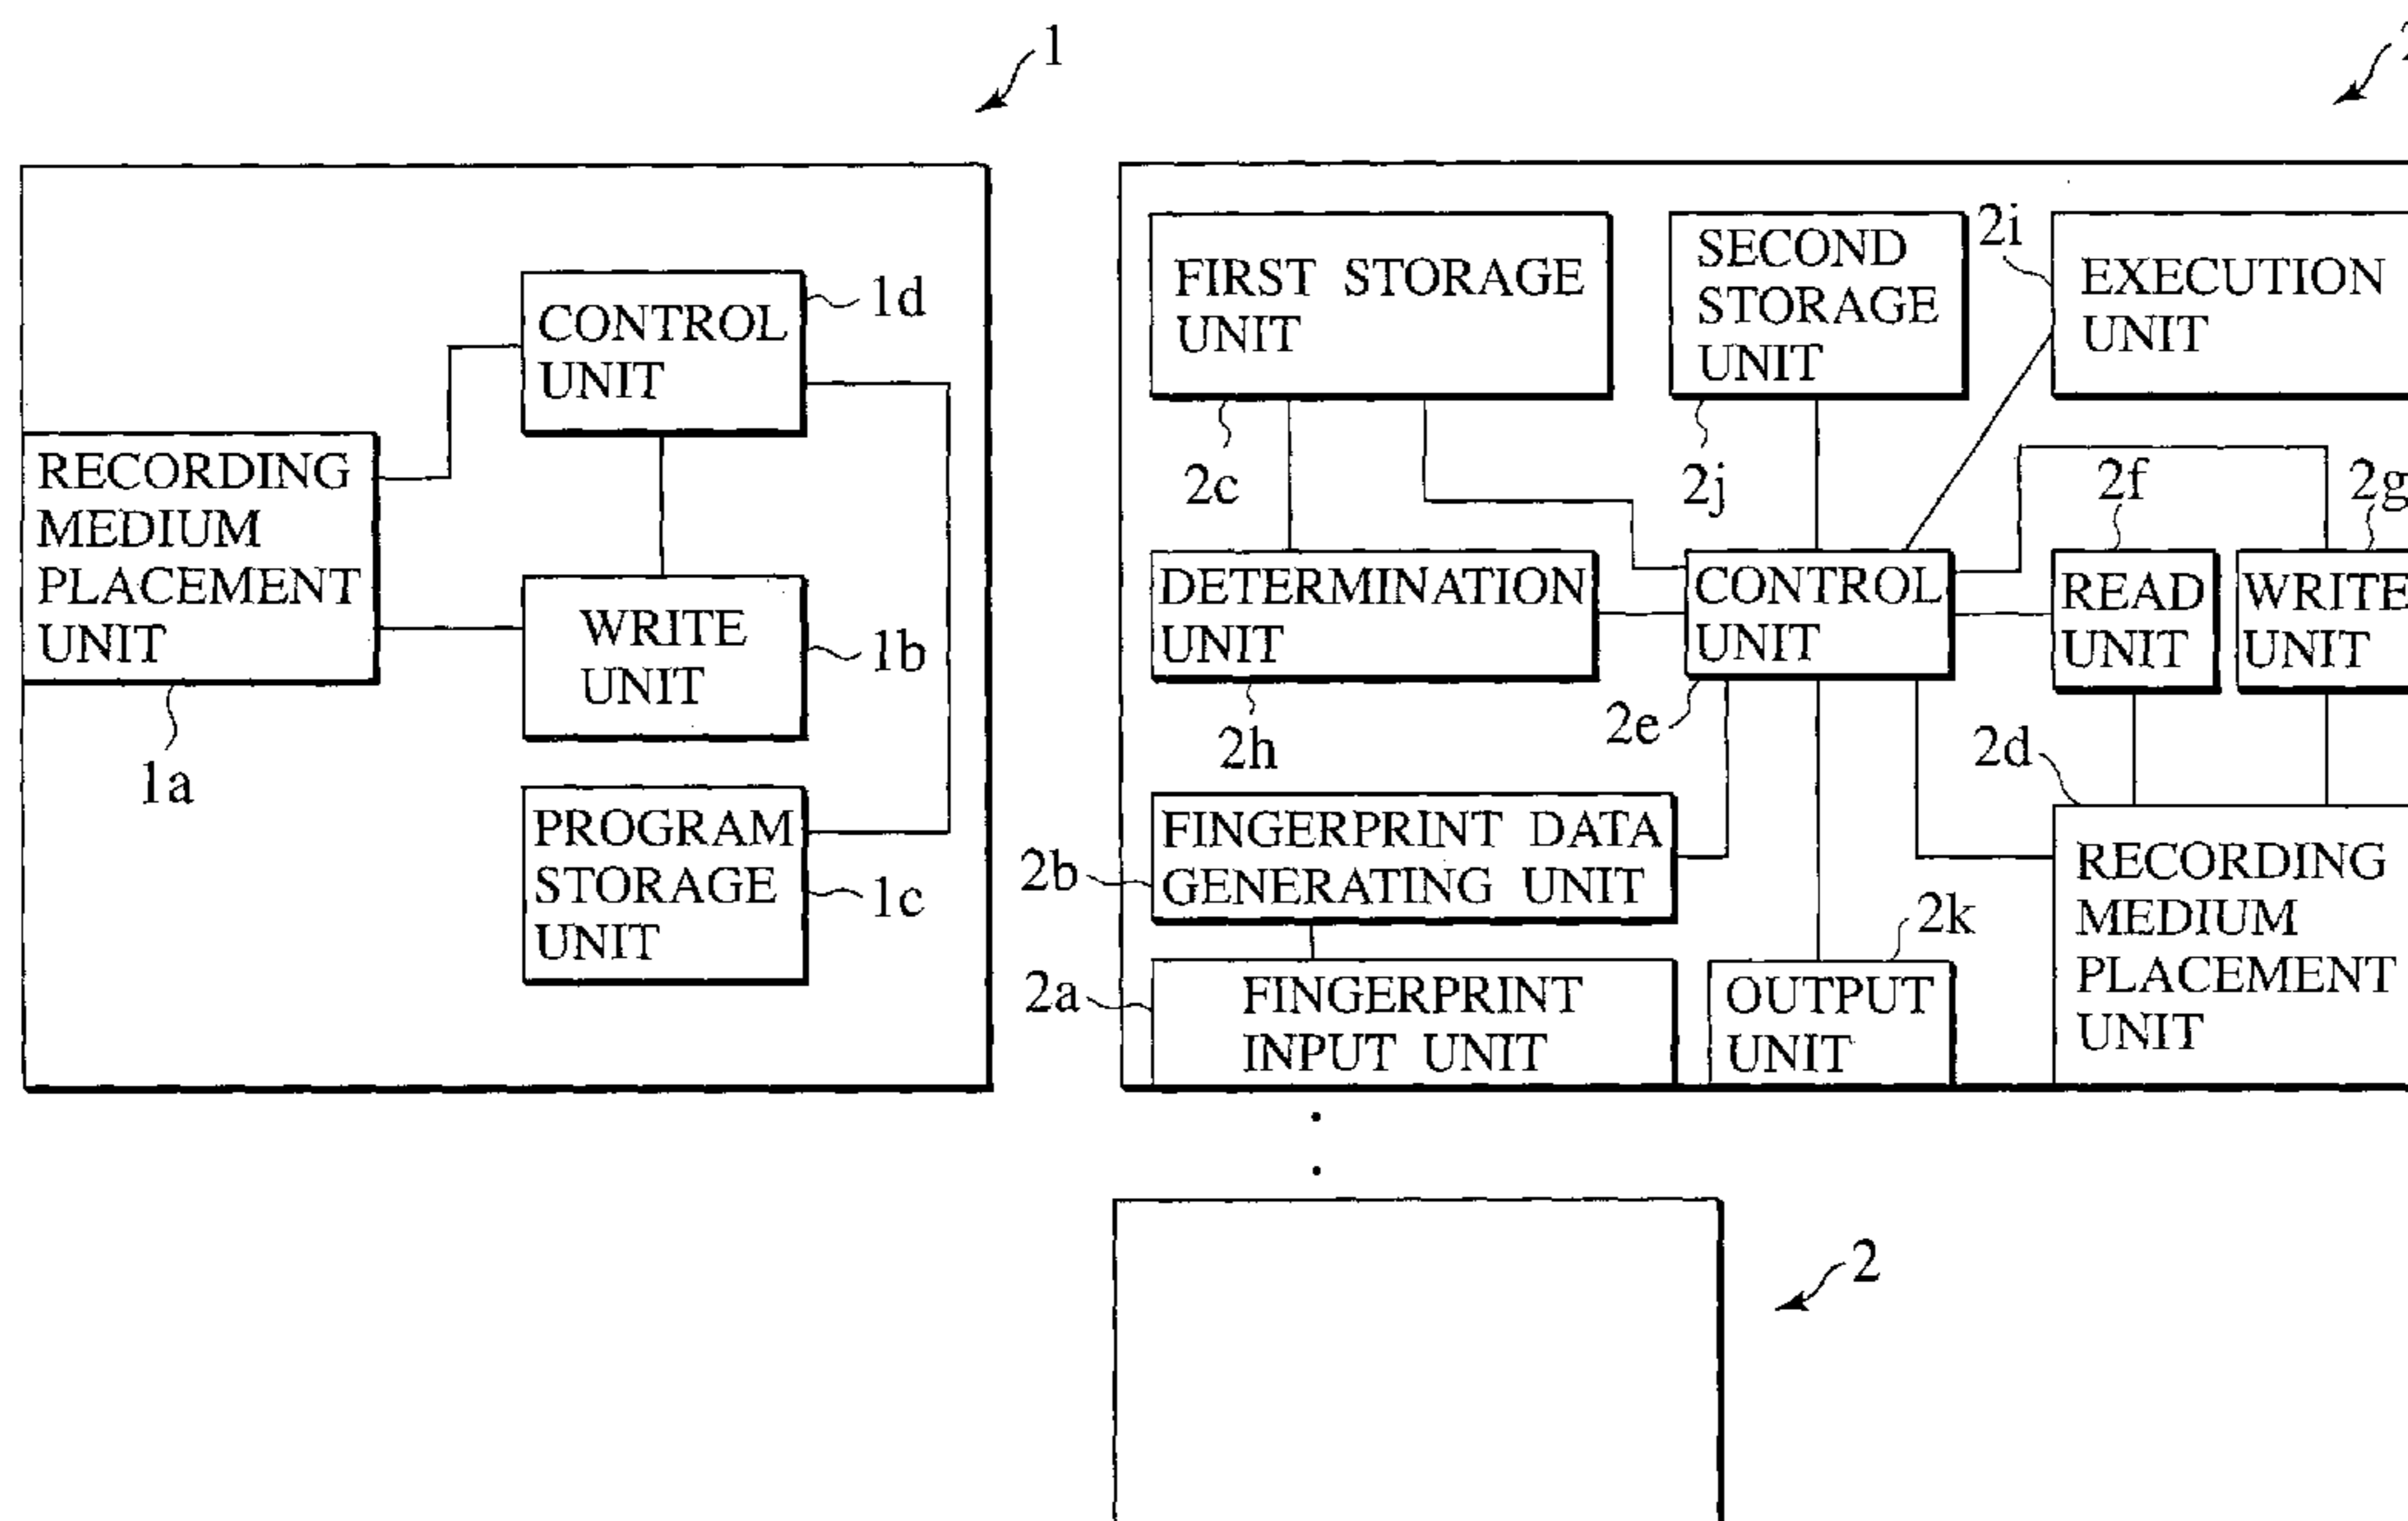 1
CONTROL
UNIT
1d
RECORDING
MEDIUM
PLACEMENT
UNIT
1a
WRITE
UNIT
1b
PROGRAM
STORAGE
UNIT
1c
FIRST STORAGE
UNIT
2c
SECOND
STORAGE
UNIT
2j
2i
EXECUTION
UNIT
DETERMINATION
UNIT
2h
CONTROL
UNIT
2e
2f
READ
UNIT
2g
WRITE
UNIT
2d
RECORDING
MEDIUM
PLACEMENT
UNIT
2b
FINGERPRINT DATA
GENERATING UNIT
2a
FINGERPRINT
INPUT UNIT
2k
OUTPUT
UNIT
2